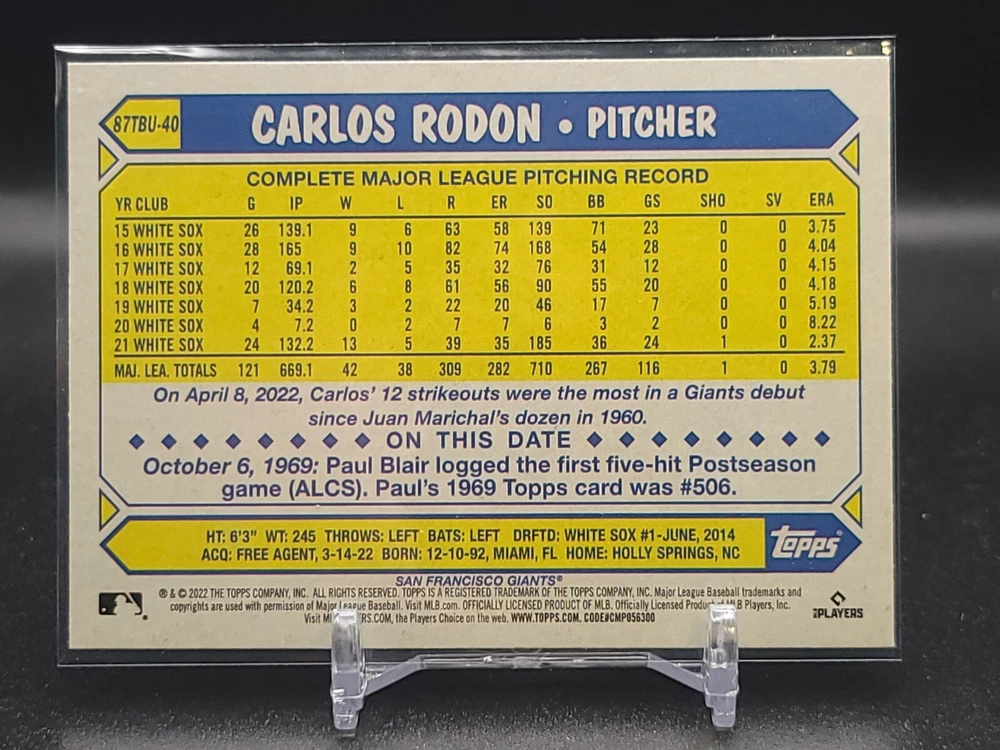 87TBU-40 CARLOS RODON • PITCHER
COMPLETE MAJOR LEAGUE PITCHING RECORD
YR CLUB G IP W L R ER SO BB GS SHO SV ERA
15 WHITE SOX 26 139.1 9 6 63 58 139 71 23 0 0 3.75
16 WHITE SOX 28 165 9 10 82 74 168 54 28 0 0 4.04
17 WHITE SOX 12 69.1 2 5 35 32 76 31 12 0 0 4.15
18 WHITE SOX 20 120.2 6 8 61 56 90 55 20 0 0 4.18
19 WHITE SOX 7 34.2 3 2 22 20 46 17 7 0 0 5.19
20 WHITE SOX 4 7.2 0 2 7 7 6 3 2 0 0 8.22
21 WHITE SOX 24 132.2 13 5 39 35 185 36 24 1 0 2.37
MAJ. LEA. TOTALS 121 669.1 42 38 309 282 710 267 116 1 0 3.79
On April 8, 2022, Carlos' 12 strikeouts were the most in a Giants debut
since Juan Marichal's dozen in 1960.
ON THIS DATE
October 6, 1969: Paul Blair logged the first five-hit Postseason
game (ALCS). Paul's 1969 Topps card was #506.
HT: 6'3" WT: 245 THROWS: LEFT BATS: LEFT DRFTD: WHITE SOX #1-JUNE, 2014
ACQ: FREE AGENT, 3-14-22 BORN: 12-10-92, MIAMI, FL HOME: HOLLY SPRINGS, NC
Topps®
SAN FRANCISCO GIANTS®
® & © 2022 THE TOPPS COMPANY, INC. ALL RIGHTS RESERVED. TOPPS IS A REGISTERED TRADEMARK OF THE TOPPS COMPANY, INC. Major League Baseball trademarks and
copyrights are used with permission of Major League Baseball. Visit MLB.com. OFFICIALLY LICENSED PRODUCT OF MLB. Officially Licensed Product MLB Players, Inc.
Visit .COM, the Players Choice on the web. WWW.TOPPS.COM. CODE#CMP056300
PLAYERS